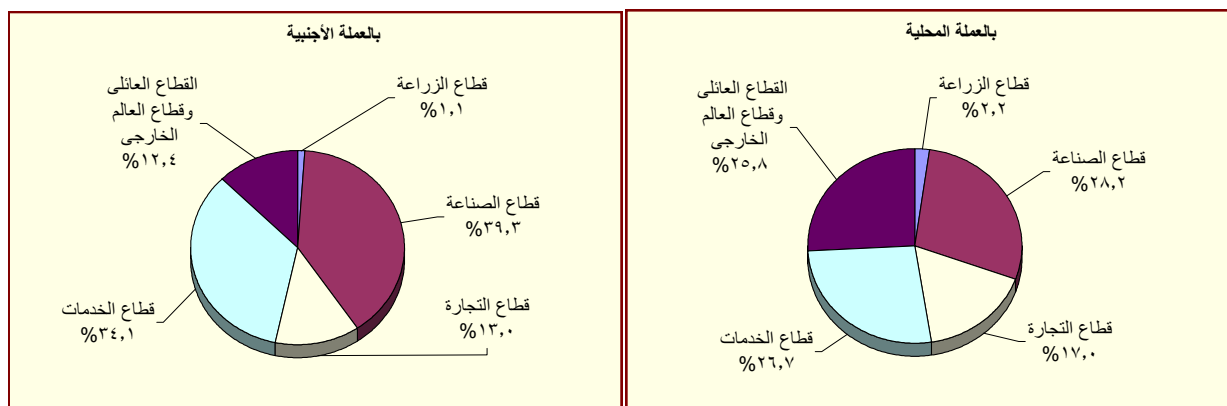 بالعملة المحلية
قطاع الزراعة
%٢,٢
قطاع الصناعة
%٢٨,٢
قطاع التجارة
%١٧,٠
قطاع الخدمات
%٢٦,٧
القطاع العائلى
وقطاع العالم
الخارجى
%٢٥,٨
بالعملة الأجنبية
قطاع الزراعة
%١,١
قطاع الصناعة
%٣٩,٣
قطاع التجارة
%١٣,٠
قطاع الخدمات
%٣٤,١
القطاع العائلى
وقطاع العالم
الخارجى
%١٢,٤